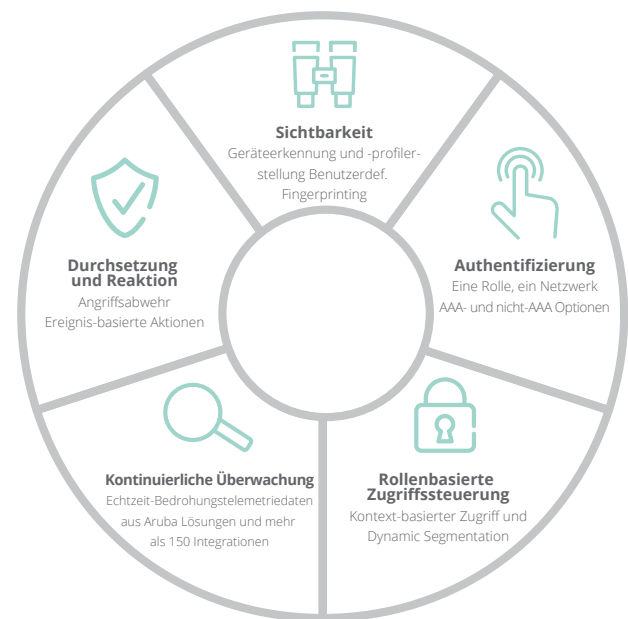 Sichtbarkeit
Geräteerkennung und -profiler-
stellung Benutzerdef.
Fingerprinting
Authentifizierung
Eine Rolle, ein Netzwerk
AAA- und nicht-AAA Optionen
Rollenbasierte
Zugriffssteuerung
Kontext-basierter Zugriff und
Dynamic Segmentation
Kontinuierliche Überwachung
Echtzeit-Bedrohungstelemetriedaten
aus Aruba Lösungen und mehr
als 150 Integrationen
Durchsetzung
und Reaktion
Angriffsabwehr
Ereignis-basierte Aktionen